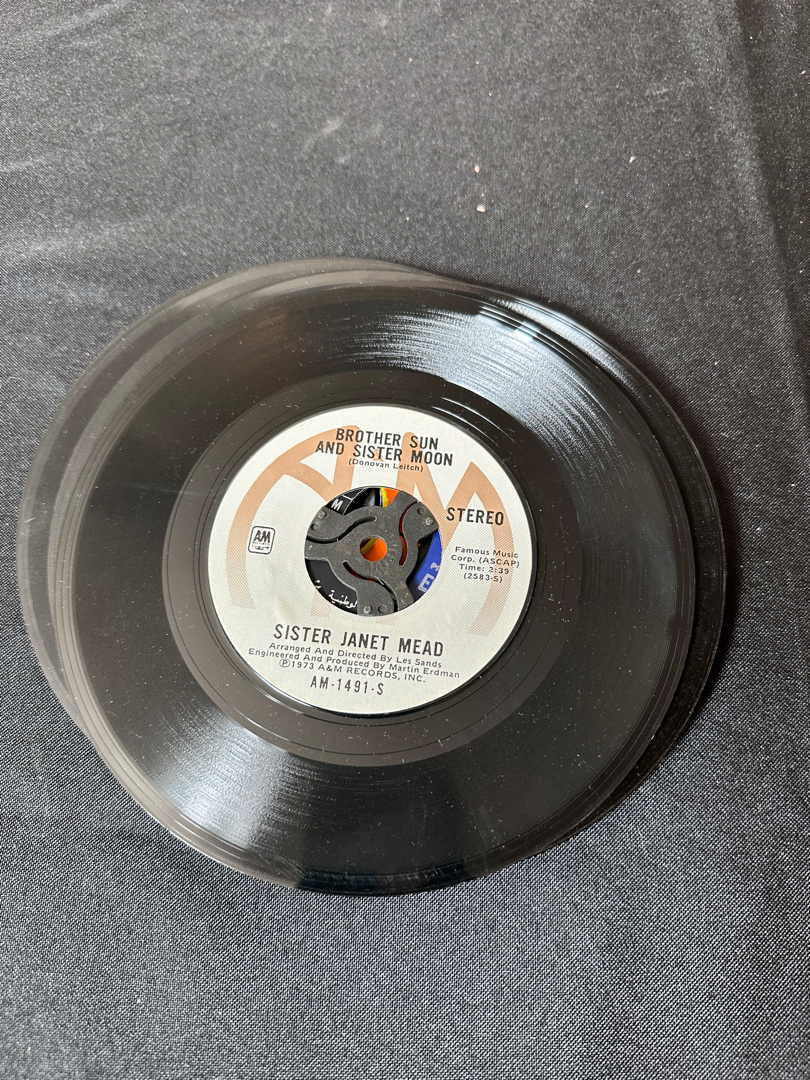 BROTHER SUN
AND SISTER MOON
(Donovan Leitch)
STEREO
AM
Famous Music
Corp. (ASCAP)
Time: 2:39
(2583-S)
M
SISTER JANET MEAD
Arranged And Directed By Les Sands
Engineered And Produced By Martin Erdman
℗1973 A&M RECORDS, INC.
AM-1491-S